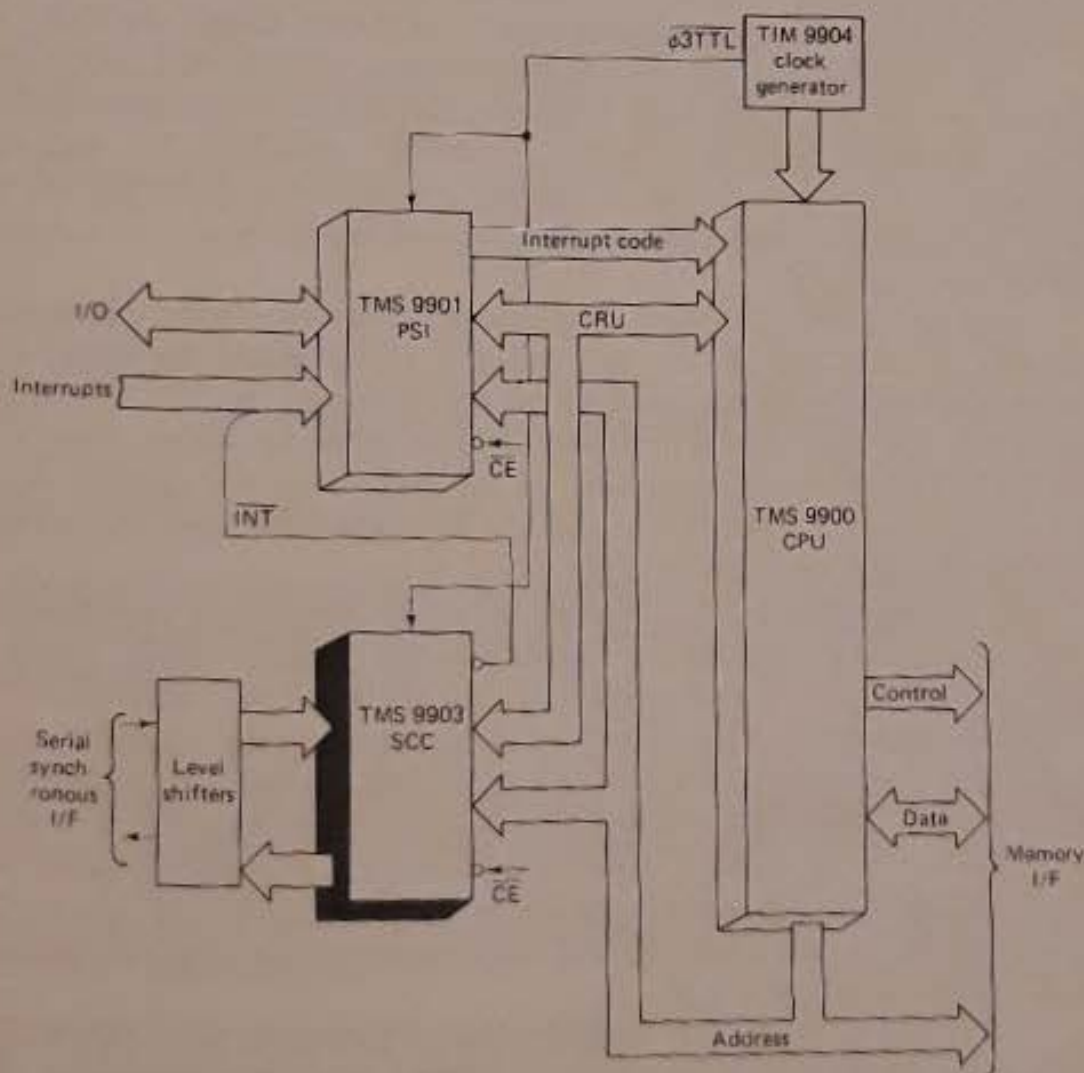 φ3TTL
TIM 9904
clock
generator
Interrupt code
I/O
TMS 9901
PSI
CRU
Interrupts
CE
INT
TMS 9900
CPU
TMS 9903
SCC
Control
Serial
synch
ronous
I/F
Level
shifters
Data
CE
Memory
I/F
Address